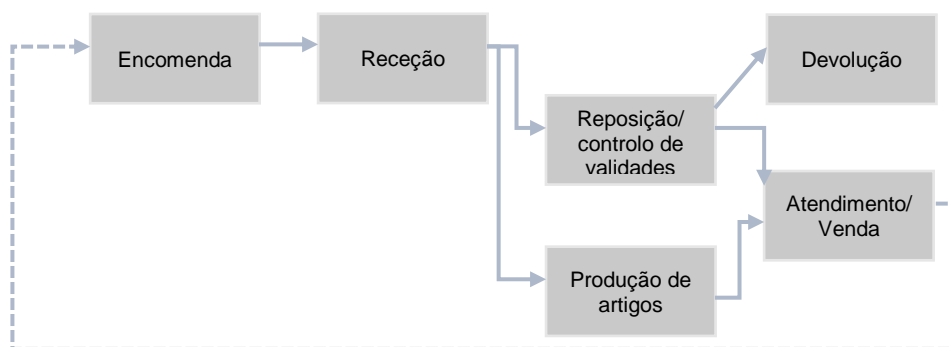 Encomenda
Receção
Devolução
Reposição/
controlo de
validades
Atendimento/
Venda
Produção de
artigos